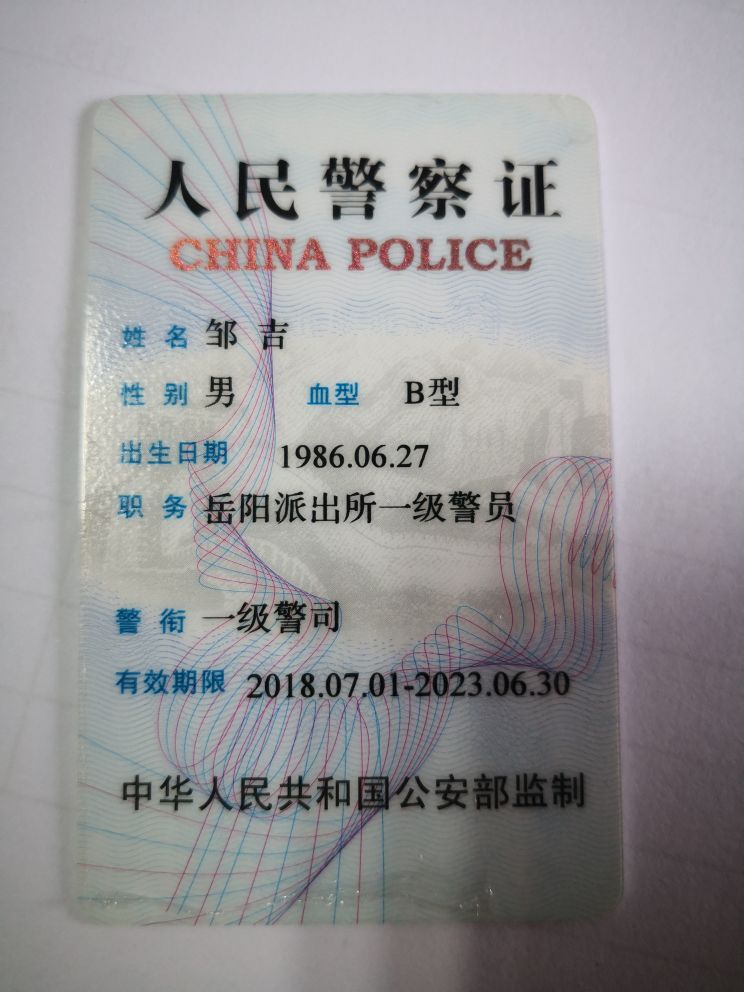 人民警察证
CHINA POLICE
姓名 邹吉
性别 男 血型 B型
出生日期 1986.06.27
职务 岳阳派出所一级警员
警衔 一级警司
有效期限 2018.07.01-2023.06.30
中华人民共和国公安部监制